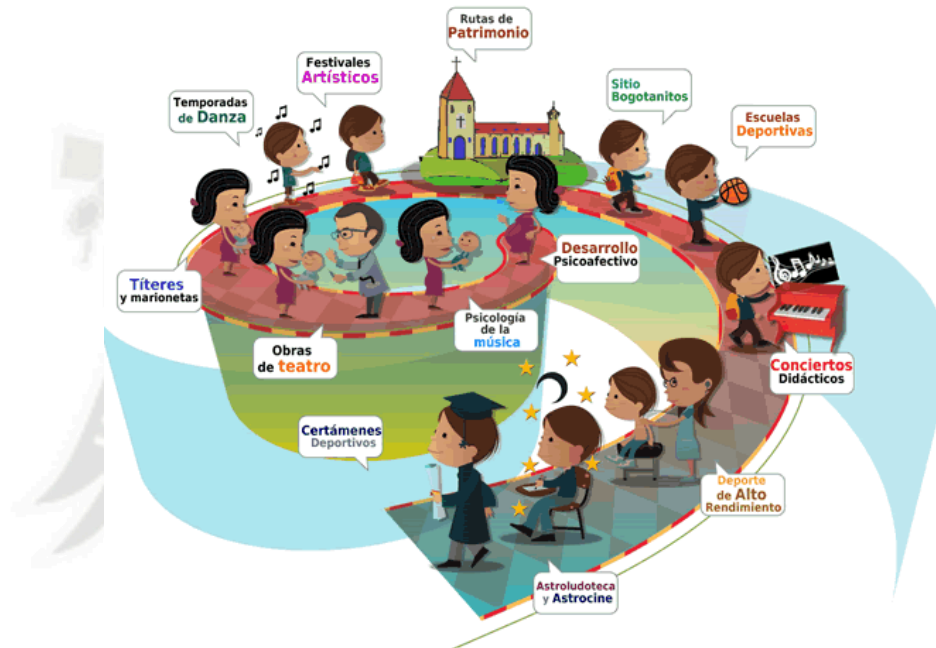 Rutas de
Patrimonio
Festivales
Artísticos
Temporadas
de Danza
Sitio
Bogotanitos
Escuelas
Deportivas
Títeres
y marionetas
Obras
de teatro
Psicología
de la
música
Desarrollo
Psicoafectivo
Conciertos
Didácticos
Certámenes
Deportivos
Deporte
de Alto
Rendimiento
Astroludoteca
y Astrocine